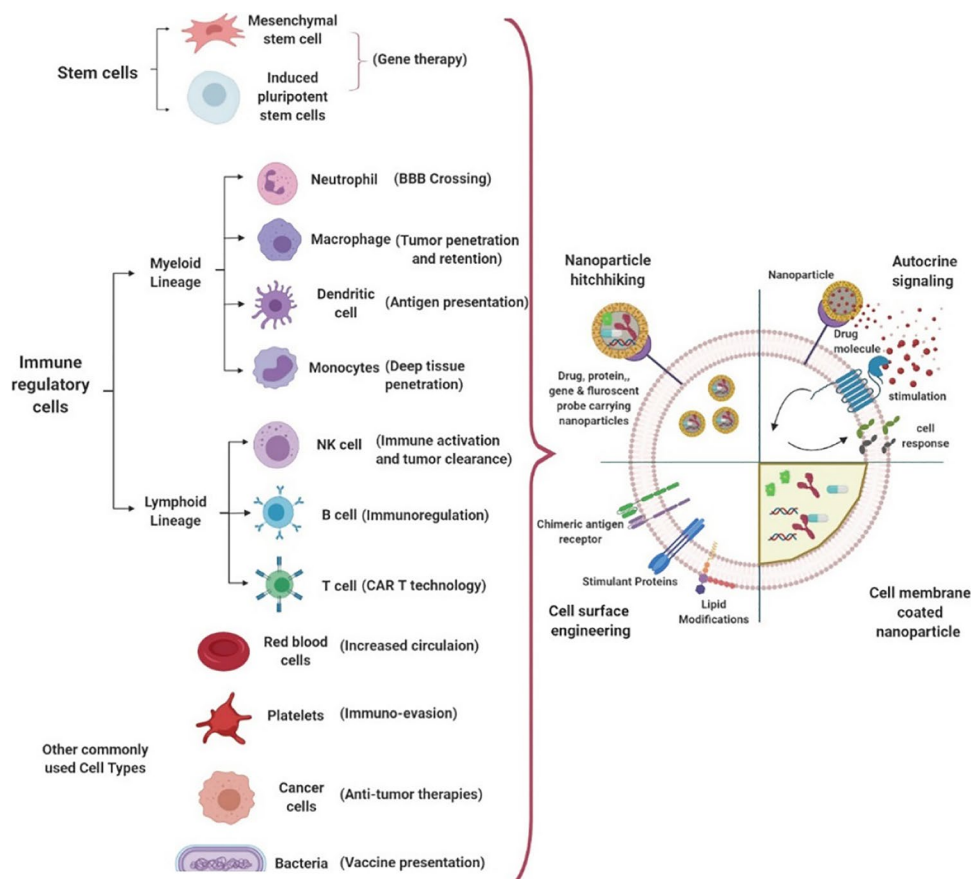 Stem cells
Mesenchymal
stem cell
Induced
pluripotent
stem cells
(Gene therapy)
Immune
regulatory
cells
Myeloid
Lineage
Neutrophil (BBB Crossing)
Macrophage (Tumor penetration
and retention)
Dendritic
cell
(Antigen presentation)
Monocytes (Deep tissue
penetration)
Lymphoid
Lineage
NK cell (Immune activation
and tumor clearance)
B cell (Immunoregulation)
T cell (CAR T technology)
Other commonly
used Cell Types
Red blood
cells
(Increased circulaion)
Platelets (Immuno-evasion)
Cancer
cells
(Anti-tumor therapies)
Bacteria (Vaccine presentation)
Nanoparticle
hitchhiking
Drug, protein,,
gene & fluroscent
probe carrying
nanoparticles
Autocrine
signaling
Nanoparticle
Drug
molecule
stimulation
cell
response
Chimeric antigen
receptor
Stimulant Proteins
Lipid
Modifications
Cell surface
engineering
Cell membrane
coated
nanoparticle